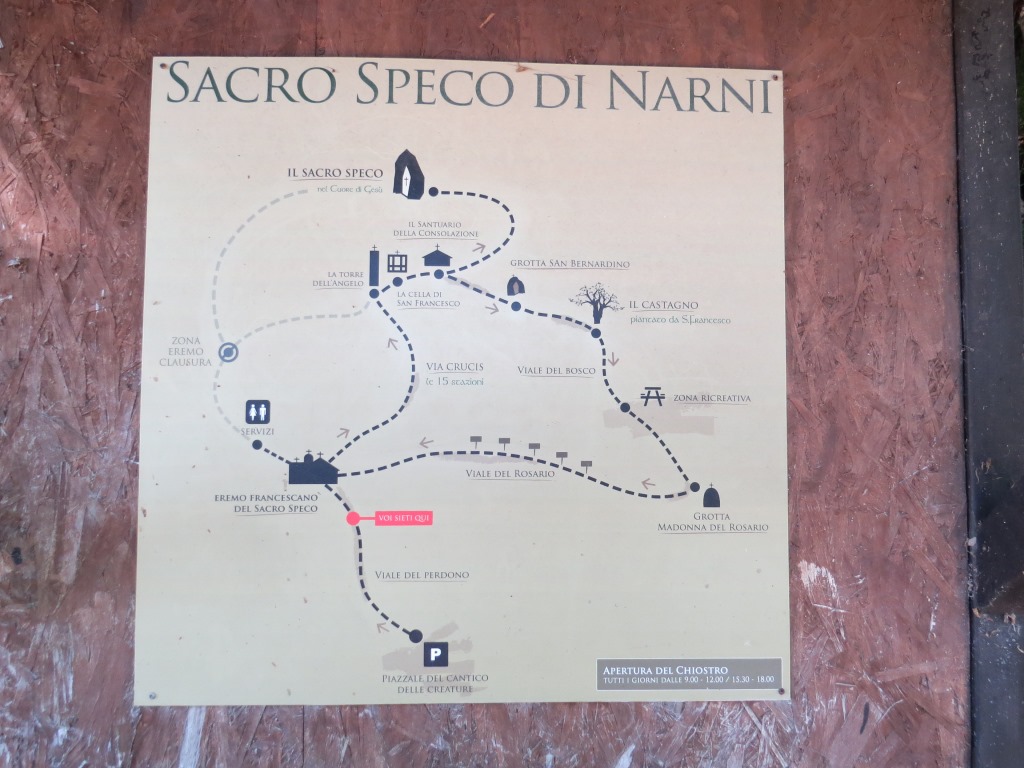 SACRO SPECO DI NARNI
IL SACRO SPECO
nel Cuore di Gesù
IL SANTUARIO
DELLA CONSOLAZIONE
GROTTA SAN BERNARDINO
LA TORRE
DELL'ANGELO
LA CELLA DI
SAN FRANCESCO
IL CASTAGNO
piantato da S.Francesco
ZONA
EREMO
CLAUSURA
VIA CRUCIS
le 15 stazioni
VIALE DEL BOSCO
ZONA RICREATIVA
SERVIZI
VIALE DEL ROSARIO
EREMO FRANCESCANO
DEL SACRO SPECO
VOI SIETI QUI
GROTTA
MADONNA DEL ROSARIO
VIALE DEL PERDONO
P
PIAZZALE DEL CANTICO
DELLE CREATURE
APERTURA DEL CHIOSTRO
TUTTI I GIORNI DALLE 9.00 - 12.00 / 15.30 - 18.00